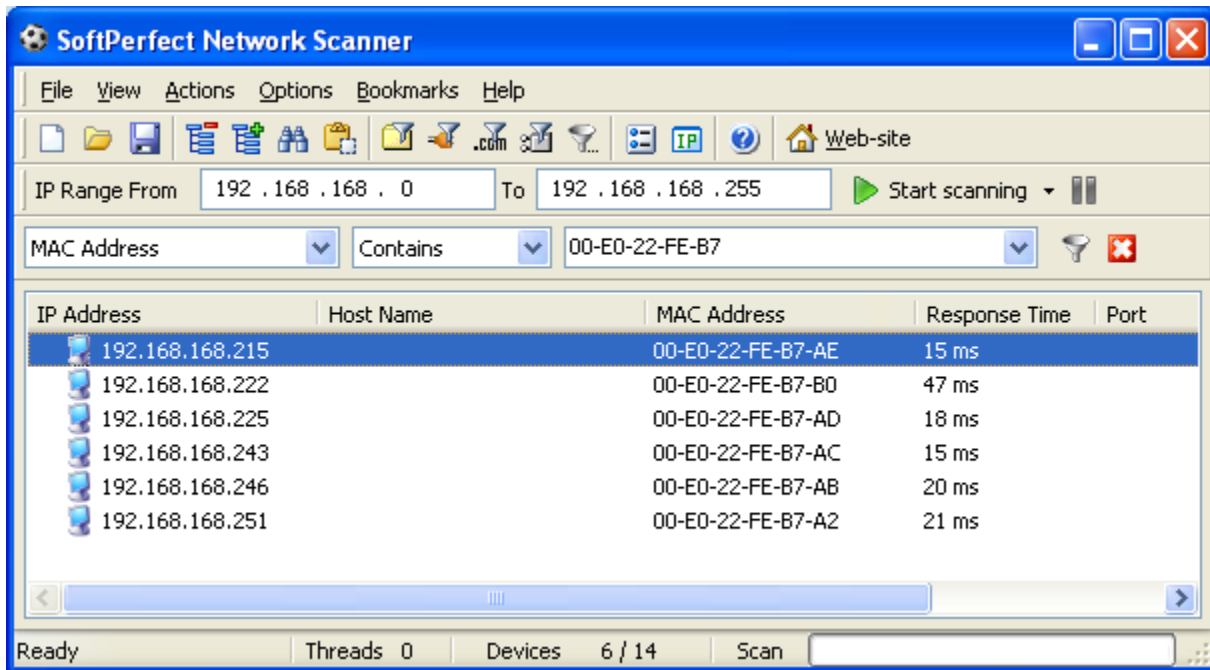 SoftPerfect Network Scanner
File View Actions Options Bookmarks Help
.com IP Web-site
IP Range From 192 . 168 . 168 . 0 To 192 . 168 . 168 . 255 Start scanning
MAC Address Contains 00-E0-22-FE-B7
IP Address Host Name MAC Address Response Time Port
192.168.168.215 00-E0-22-FE-B7-AE 15 ms
192.168.168.222 00-E0-22-FE-B7-B0 47 ms
192.168.168.225 00-E0-22-FE-B7-AD 18 ms
192.168.168.243 00-E0-22-FE-B7-AC 15 ms
192.168.168.246 00-E0-22-FE-B7-AB 20 ms
192.168.168.251 00-E0-22-FE-B7-A2 21 ms
Ready Threads 0 Devices 6 / 14 Scan